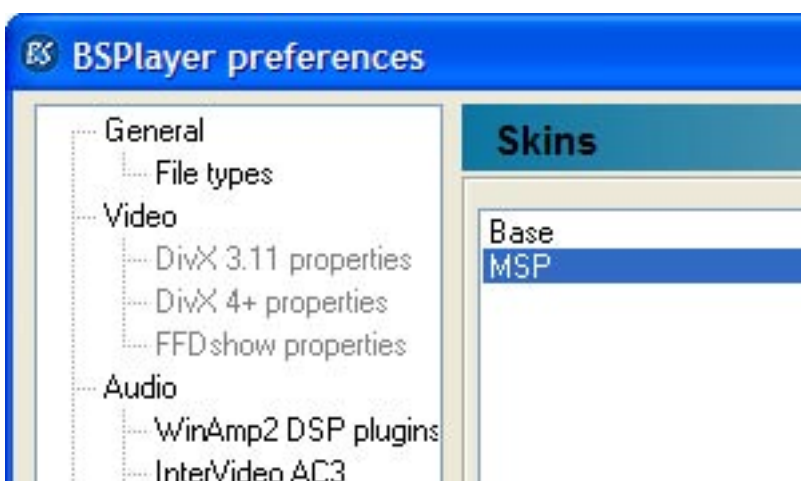 BS BSPlayer preferences
General
File types
Video
DivX 3.11 properties
DivX 4+ properties
FFDshow properties
Audio
WinAmp2 DSP plugins
InterVideo AC3
Skins
Base
MSP